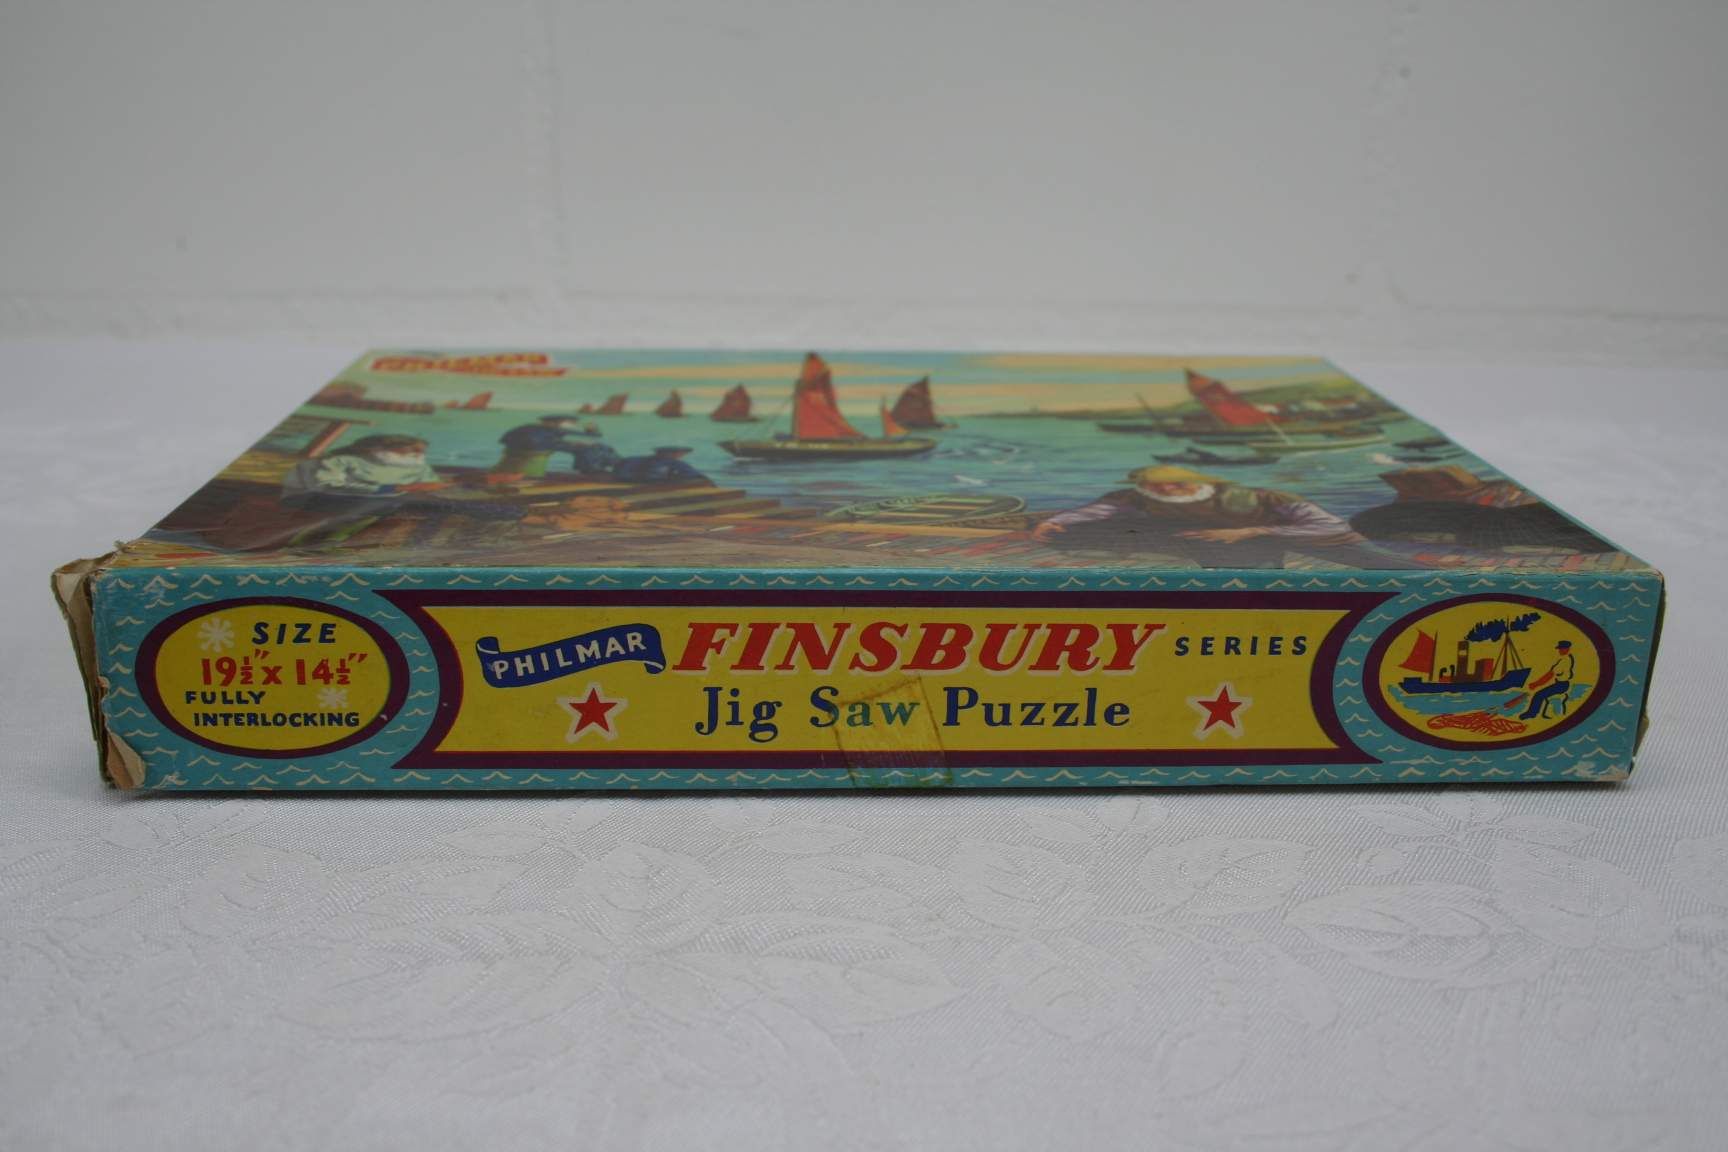 SIZE
19½" x 14½"
FULLY
INTERLOCKING
PHILMAR FINSBURY SERIES
Jig Saw Puzzle